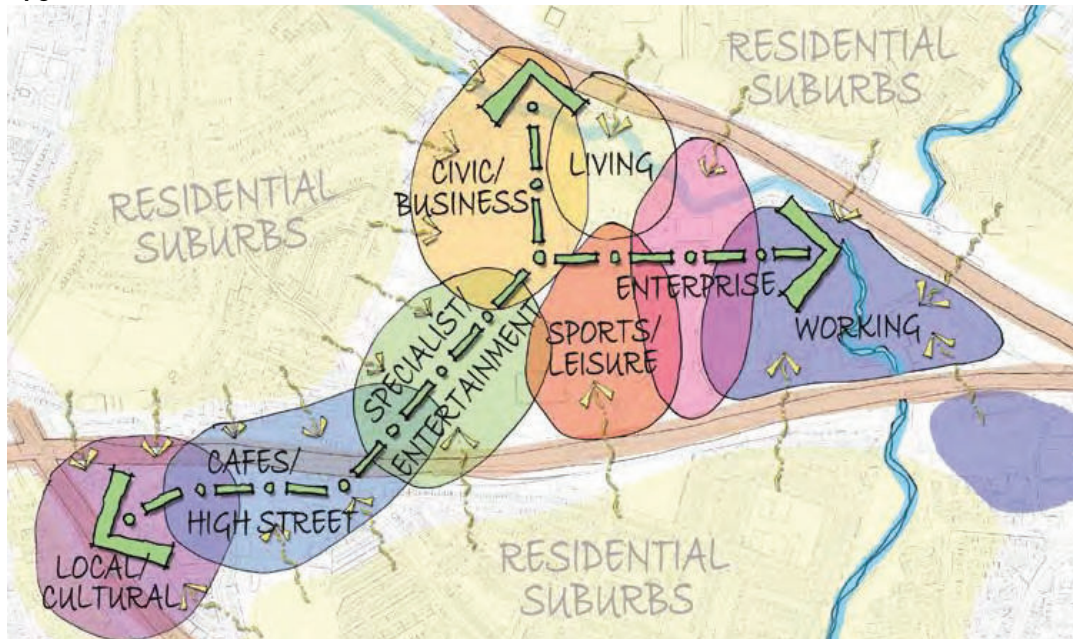 RESIDENTIAL
SUBURBS
RESIDENTIAL
SUBURBS
CIVIC/
BUSINESS
LIVING
ENTERPRISE
WORKING
SPORTS/
LEISURE
SPECIALIST/
ENTERTAINMENT
CAFES/
HIGH STREET
LOCAL/
CULTURAL
RESIDENTIAL
SUBURBS